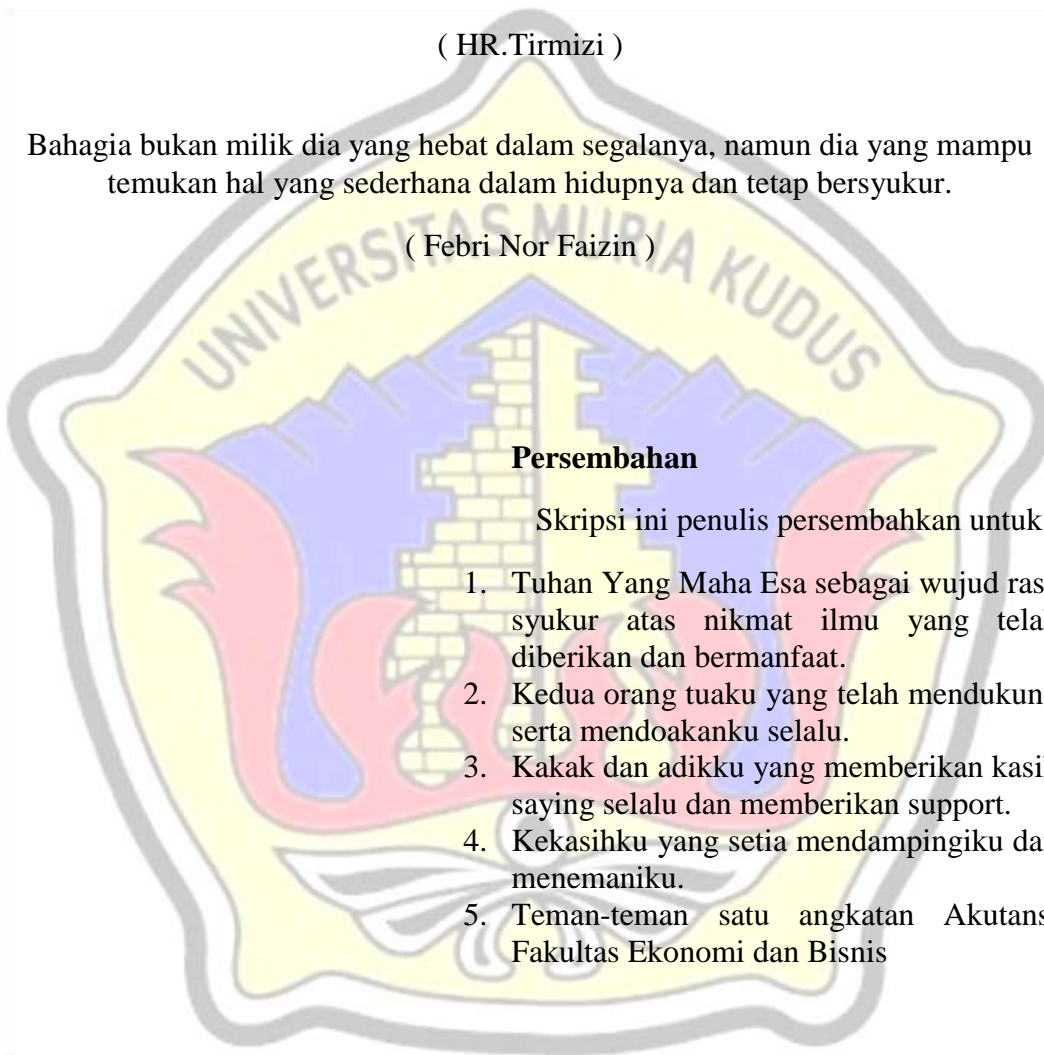 ( HR.Tirmizi )
Bahagia bukan milik dia yang hebat dalam segalanya, namun dia yang mampu
temukan hal yang sederhana dalam hidupnya dan tetap bersyukur.
( Febri Nor Faizin )
UNIVERSITAS MURIA KUDUS
Persembahan
Skripsi ini penulis persembahkan untuk
1. Tuhan Yang Maha Esa sebagai wujud ras
syukur atas nikmat ilmu yang tela
diberikan dan bermanfaat.
2. Kedua orang tuaku yang telah mendukun
serta mendoakanku selalu.
3. Kakak dan adikku yang memberikan kasi
saying selalu dan memberikan support.
4. Kekasihku yang setia mendampingiku da
menemaniku.
5. Teman-teman satu angkatan Akutans
Fakultas Ekonomi dan Bisnis